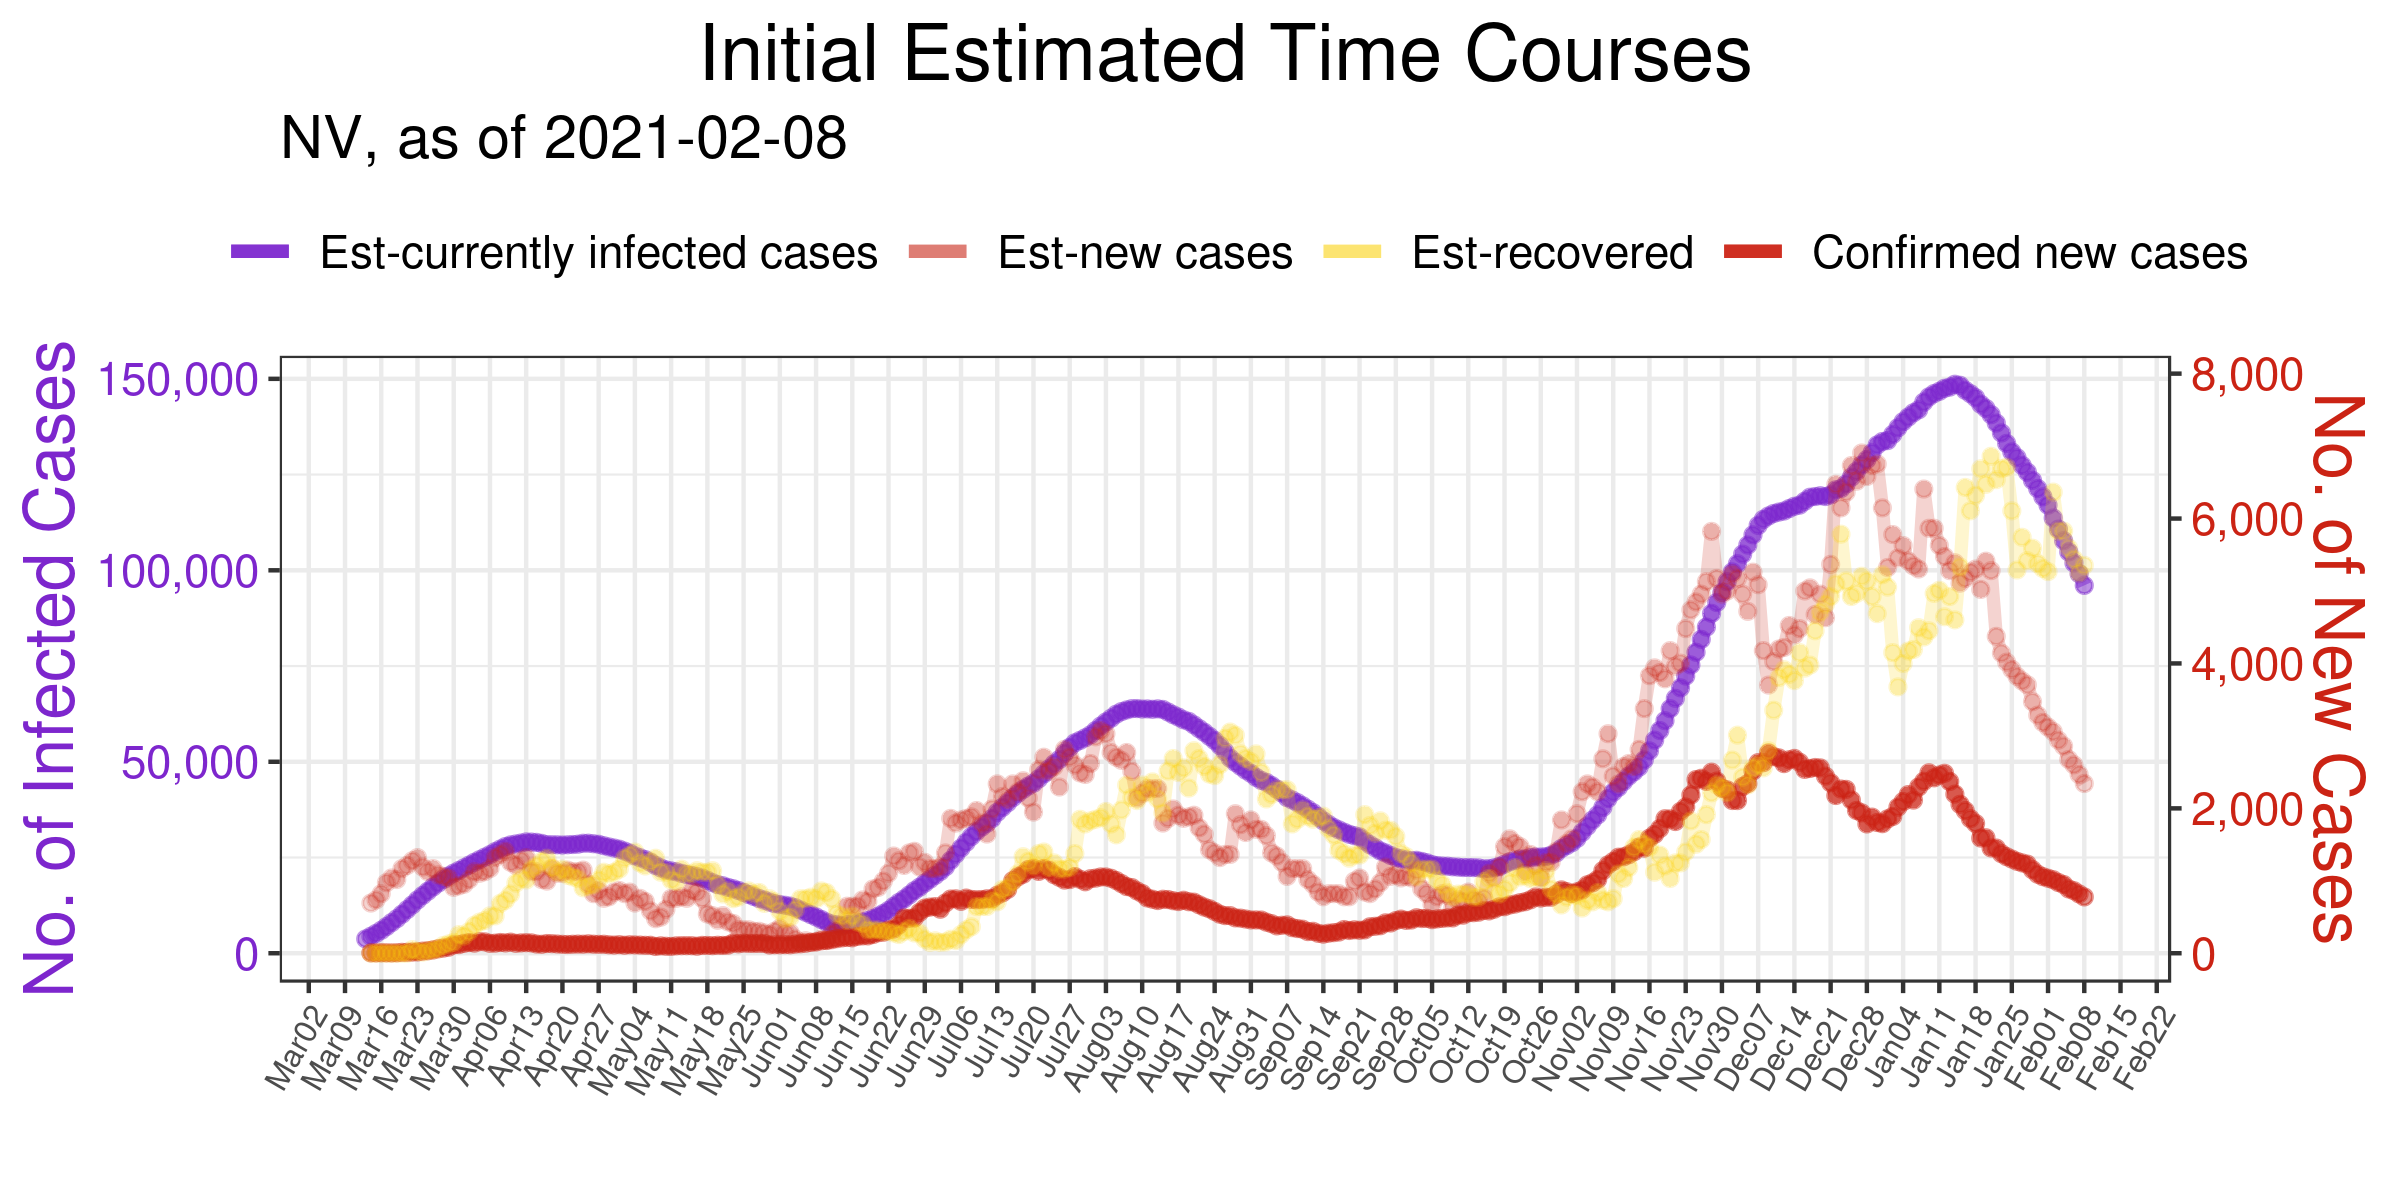 Initial Estimated Time Courses
NV, as of 2021-02-08
Est-currently infected cases
Est-new cases
Est-recovered
Confirmed new cases
No. of Infected Cases
150,000
100,000
50,000
0
8,000
6,000
4,000
2,000
0
No. of New Cases
Mar02
Mar09
Mar16
Mar23
Mar30
Apr06
Apr13
Apr20
Apr27
May04
May11
May18
May25
Jun01
Jun08
Jun15
Jun22
Jun29
Jul06
Jul13
Jul20
Jul27
Aug03
Aug10
Aug17
Aug24
Aug31
Sep07
Sep14
Sep21
Sep28
Oct05
Oct12
Oct19
Oct26
Nov02
Nov09
Nov16
Nov23
Nov30
Dec07
Dec14
Dec21
Dec28
Jan04
Jan11
Jan18
Jan25
Feb01
Feb08
Feb15
Feb22